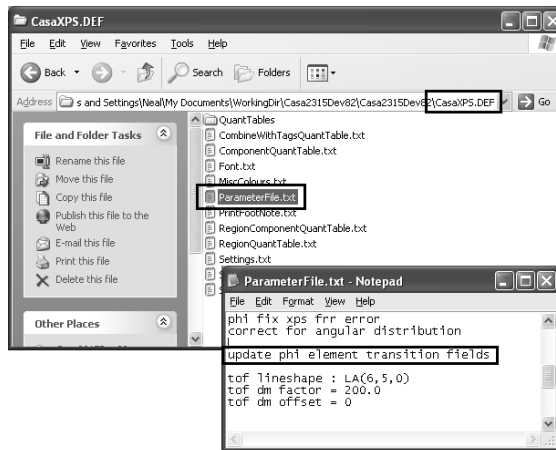 CasaXPS.DEF
File Edit View Favorites Tools Help
Back Search Folders
Address s and Settings\Neal\My Documents\WorkingDir\Casa2315Dev82\Casa2315Dev82\CasaXPS.DEF Go
File and Folder Tasks
Rename this file
Move this file
Copy this file
Publish this file to the
Web
E-mail this file
Print this file
Delete this file
Other Places
QuantTables
CombineWithTagsQuantTable.txt
ComponentQuantTable.txt
Font.txt
MiscColours.txt
ParameterFile.txt
PrintFootNote.txt
RegionComponentQuantTable.txt
RegionQuantTable.txt
Settings.txt
S
S
ParameterFile.txt - Notepad
File Edit Format View Help
phi fix xps frr error
correct for angular distribution
update phi element transition fields
tof lineshape : LA(6,5,0)
tof dm factor = 200.0
tof dm offset = 0